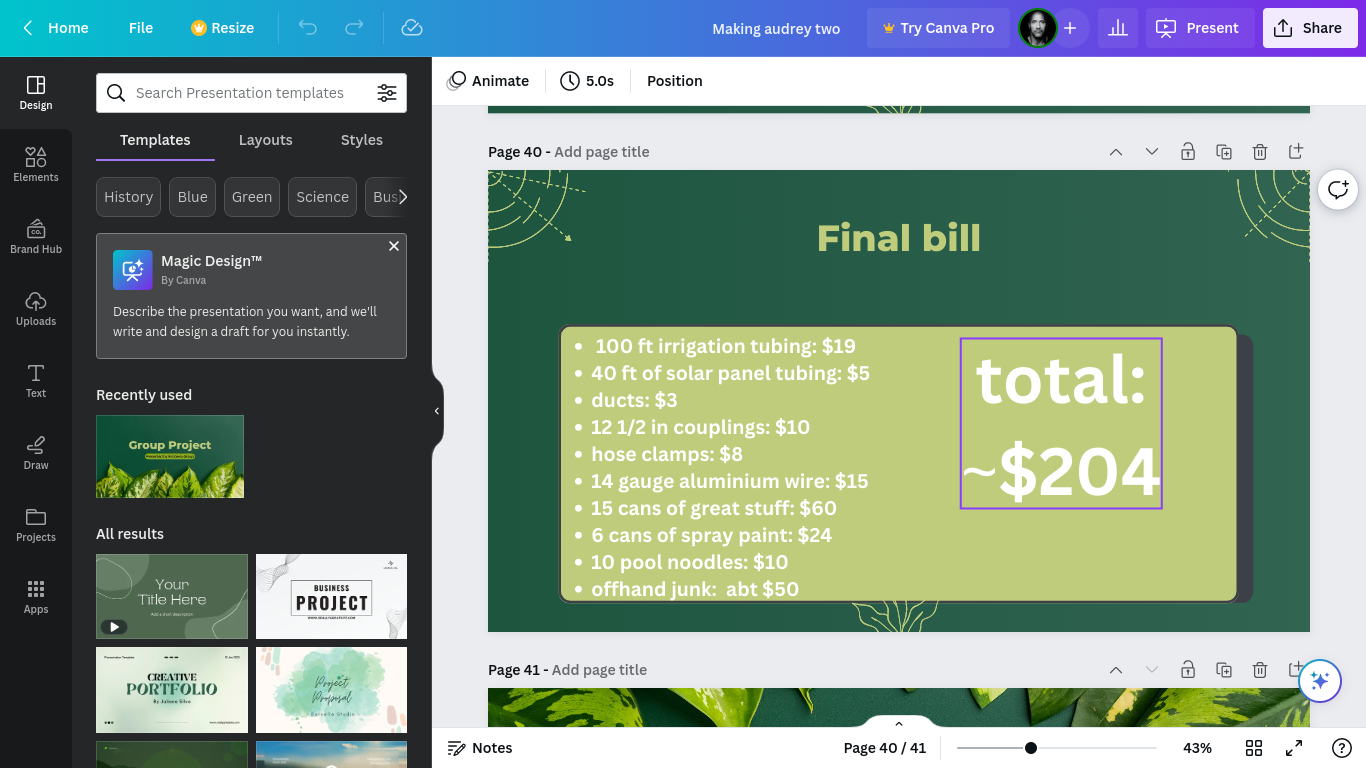 Home
File
Resize
Making audrey two
Try Canva Pro
Present
Share
Design
Elements
Brand Hub
Uploads
Text
Draw
Projects
Apps
Search Presentation templates
Templates
Layouts
Styles
History
Blue
Green
Science
Bus
Magic Design™
By Canva
Describe the presentation you want, and we'll
write and design a draft for you instantly.
Recently used
Group Project
All results
Your
Title Here
Add a short description
BUSINESS
PROJECT
CREATIVE
PORTFOLIO
By Juliana Silva
Project
Proposal
Animate
5.0s
Position
Page 40 - Add page title
Final bill
• 100 ft irrigation tubing: $19
• 40 ft of solar panel tubing: $5
• ducts: $3
• 12 1/2 in couplings: $10
• hose clamps: $8
• 14 gauge aluminium wire: $15
• 15 cans of great stuff: $60
• 6 cans of spray paint: $24
• 10 pool noodles: $10
• offhand junk:  abt $50
total:
~$204
Page 41 - Add page title
Notes
Page 40 / 41
43%